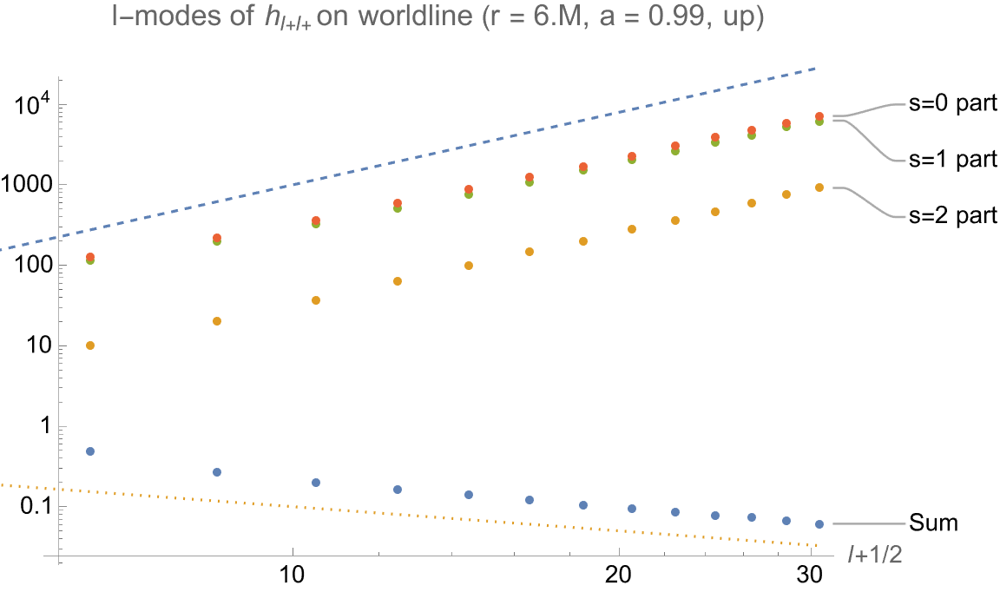 l−modes of hl+l+ on worldline (r = 6.M, a = 0.99, up)
10^4
1000
100
10
1
0.1
s=0 part
s=1 part
s=2 part
Sum
l+1/2
10
20
30